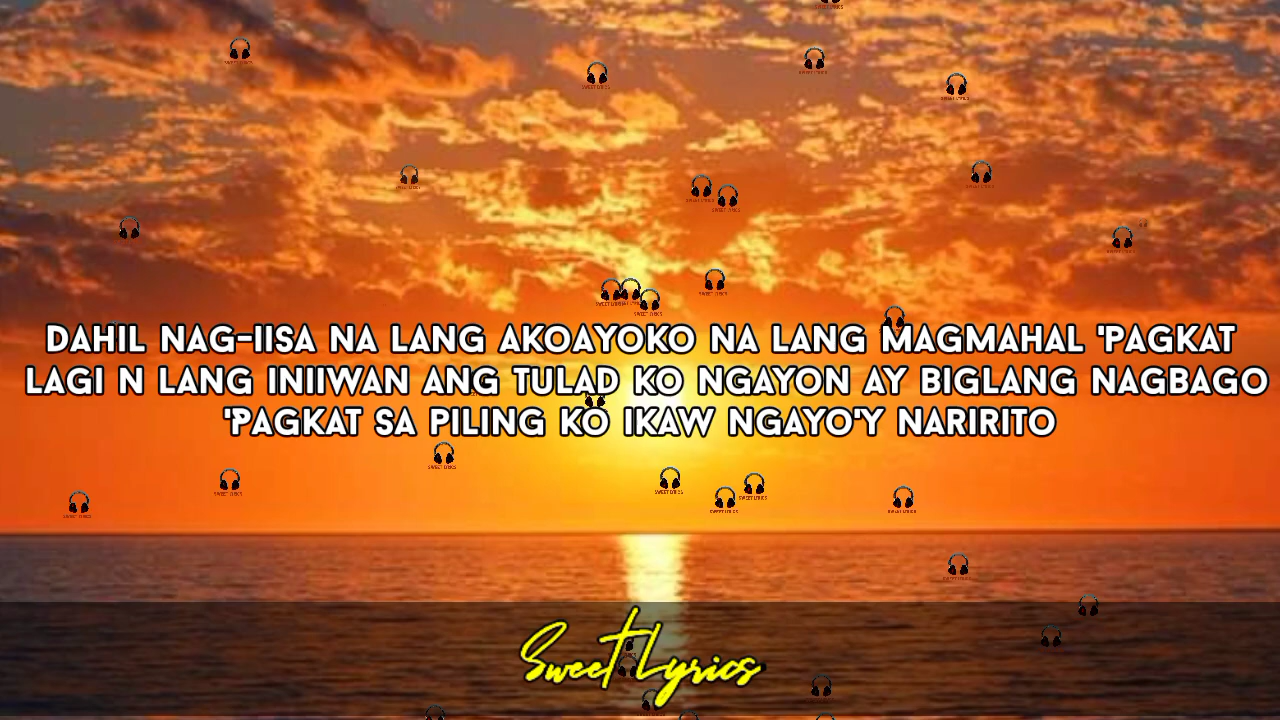 DAHIL NAG-IISA NA LANG AKOAYOKO NA LANG MAGMAHAL 'PAGKAT
LAGI N LANG INIIWAN ANG TULAD KO NGAYON AY BIGLANG NAGBAGO
'PAGKAT SA PILING KO IKAW NGAYO'Y NARIRITO
Sweet Lyrics